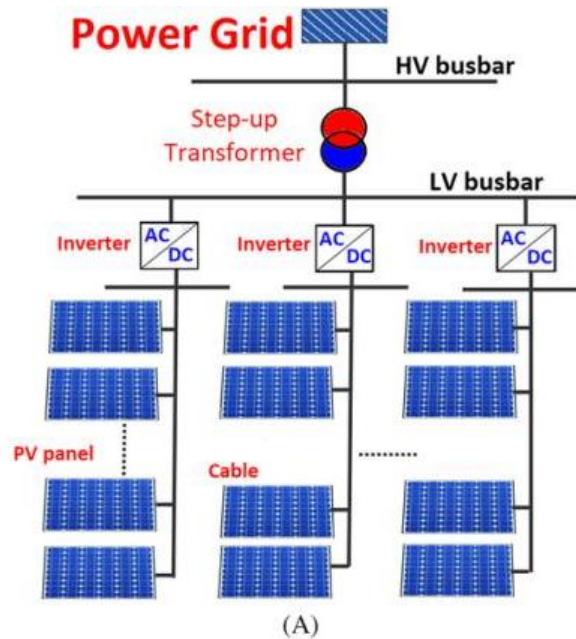 Power Grid
HV busbar
Step-up
Transformer
LV busbar
Inverter
AC
DC
Inverter
AC
DC
Inverter
AC
DC
PV panel
Cable
(A)